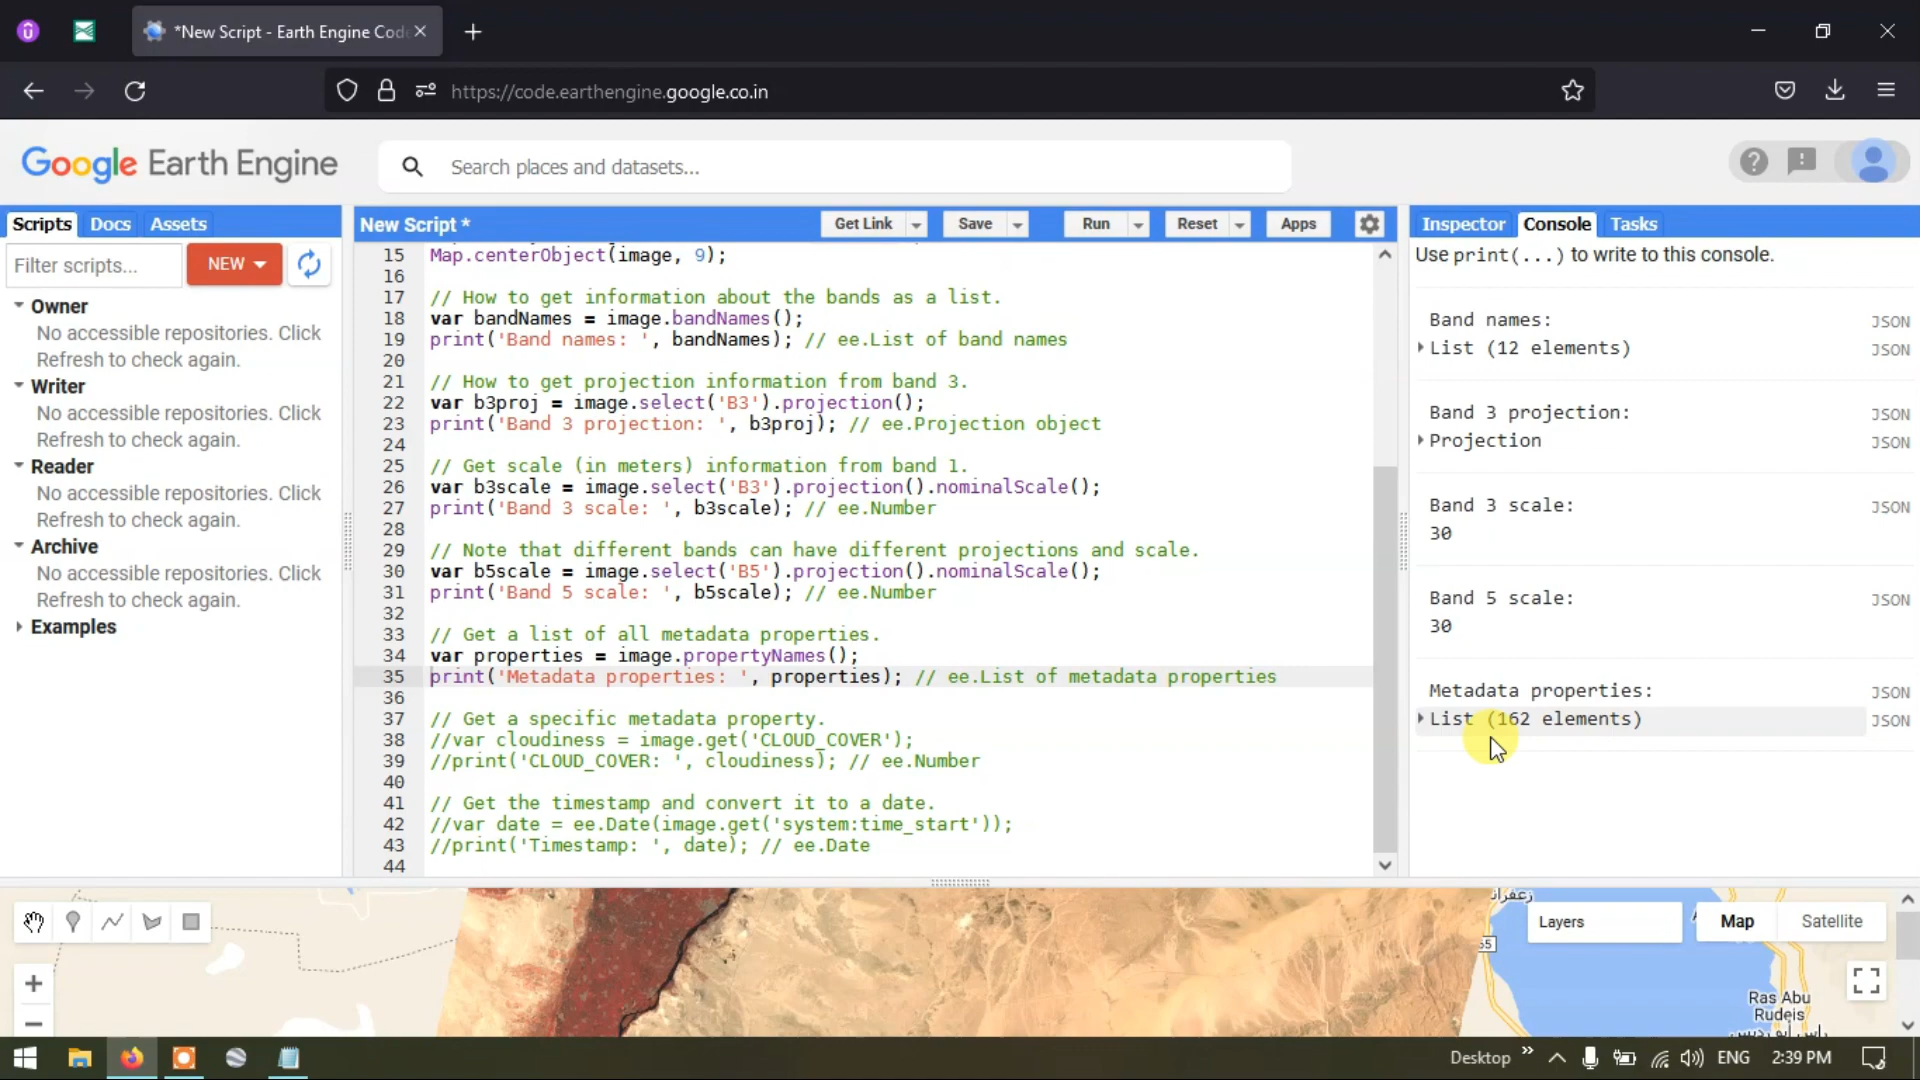 *New Script - Earth Engine Cod
https://code.earthengine.google.co.in
Google Earth Engine
Search places and datasets...
Scripts Docs Assets
Filter scripts...
NEW
Owner
No accessible repositories. Click
Refresh to check again.
Writer
No accessible repositories. Click
Refresh to check again.
Reader
No accessible repositories. Click
Refresh to check again.
Archive
No accessible repositories. Click
Refresh to check again.
Examples
New Script *
Get Link Save Run Reset Apps
15 Map.centerObject(image, 9);
16
17 // How to get information about the bands as a list.
18 var bandNames = image.bandNames();
19 print('Band names: ', bandNames); // ee.List of band names
20
21 // How to get projection information from band 3.
22 var b3proj = image.select('B3').projection();
23 print('Band 3 projection: ', b3proj); // ee.Projection object
24
25 // Get scale (in meters) information from band 1.
26 var b3scale = image.select('B3').projection().nominalScale();
27 print('Band 3 scale: ', b3scale); // ee.Number
28
29 // Note that different bands can have different projections and scale.
30 var b5scale = image.select('B5').projection().nominalScale();
31 print('Band 5 scale: ', b5scale); // ee.Number
32
33 // Get a list of all metadata properties.
34 var properties = image.propertyNames();
35 print('Metadata properties: ', properties); // ee.List of metadata properties
36
37 // Get a specific metadata property.
38 //var cloudiness = image.get('CLOUD_COVER');
39 //print('CLOUD_COVER: ', cloudiness); // ee.Number
40
41 // Get the timestamp and convert it to a date.
42 //var date = ee.Date(image.get('system:time_start'));
43 //print('Timestamp: ', date); // ee.Date
44
Inspector Console Tasks
Use print(...) to write to this console.
Band names: JSON
List (12 elements) JSON
Band 3 projection: JSON
Projection JSON
Band 3 scale: JSON
30
Band 5 scale: JSON
30
Metadata properties: JSON
List (162 elements) JSON
Layers
Map Satellite
Ras Abu
Rudeis
Desktop
ENG
2:39 PM